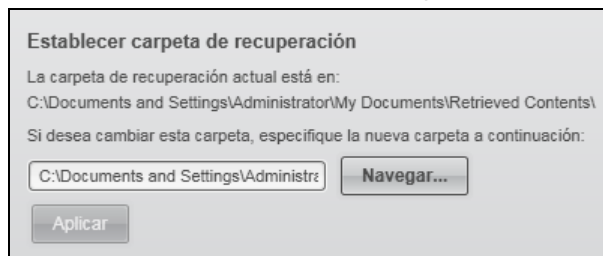 Establecer carpeta de recuperación
La carpeta de recuperación actual está en:
C:\Documents and Settings\Administrator\My Documents\Retrieved Contents\
Si desea cambiar esta carpeta, especifique la nueva carpeta a continuación:
C:\Documents and Settings\Administra Navegar...
Aplicar